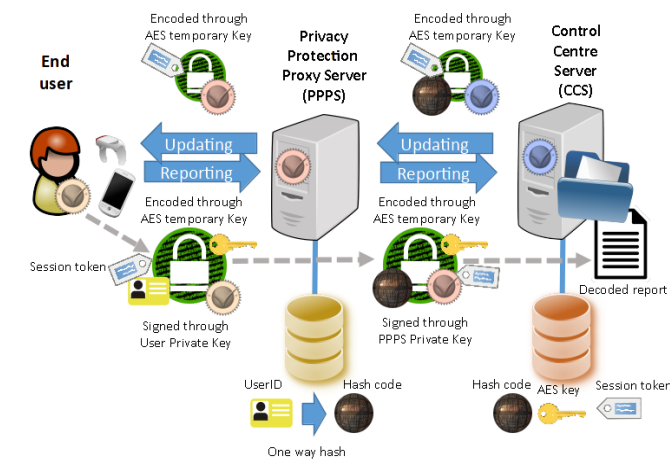 Encoded through
AES temporary Key
End
user
Privacy
Protection
Proxy Server
(PPPS)
Encoded through
AES temporary Key
Control
Centre
Server
(CCS)
Updating
Reporting
Updating
Reporting
Encoded through
AES temporary Key
Encoded through
AES temporary Key
Session token
Decoded report
Signed through
User Private Key
Signed through
PPPS Private Key
UserID
Hash code
One way hash
Hash code
AES key
Session token